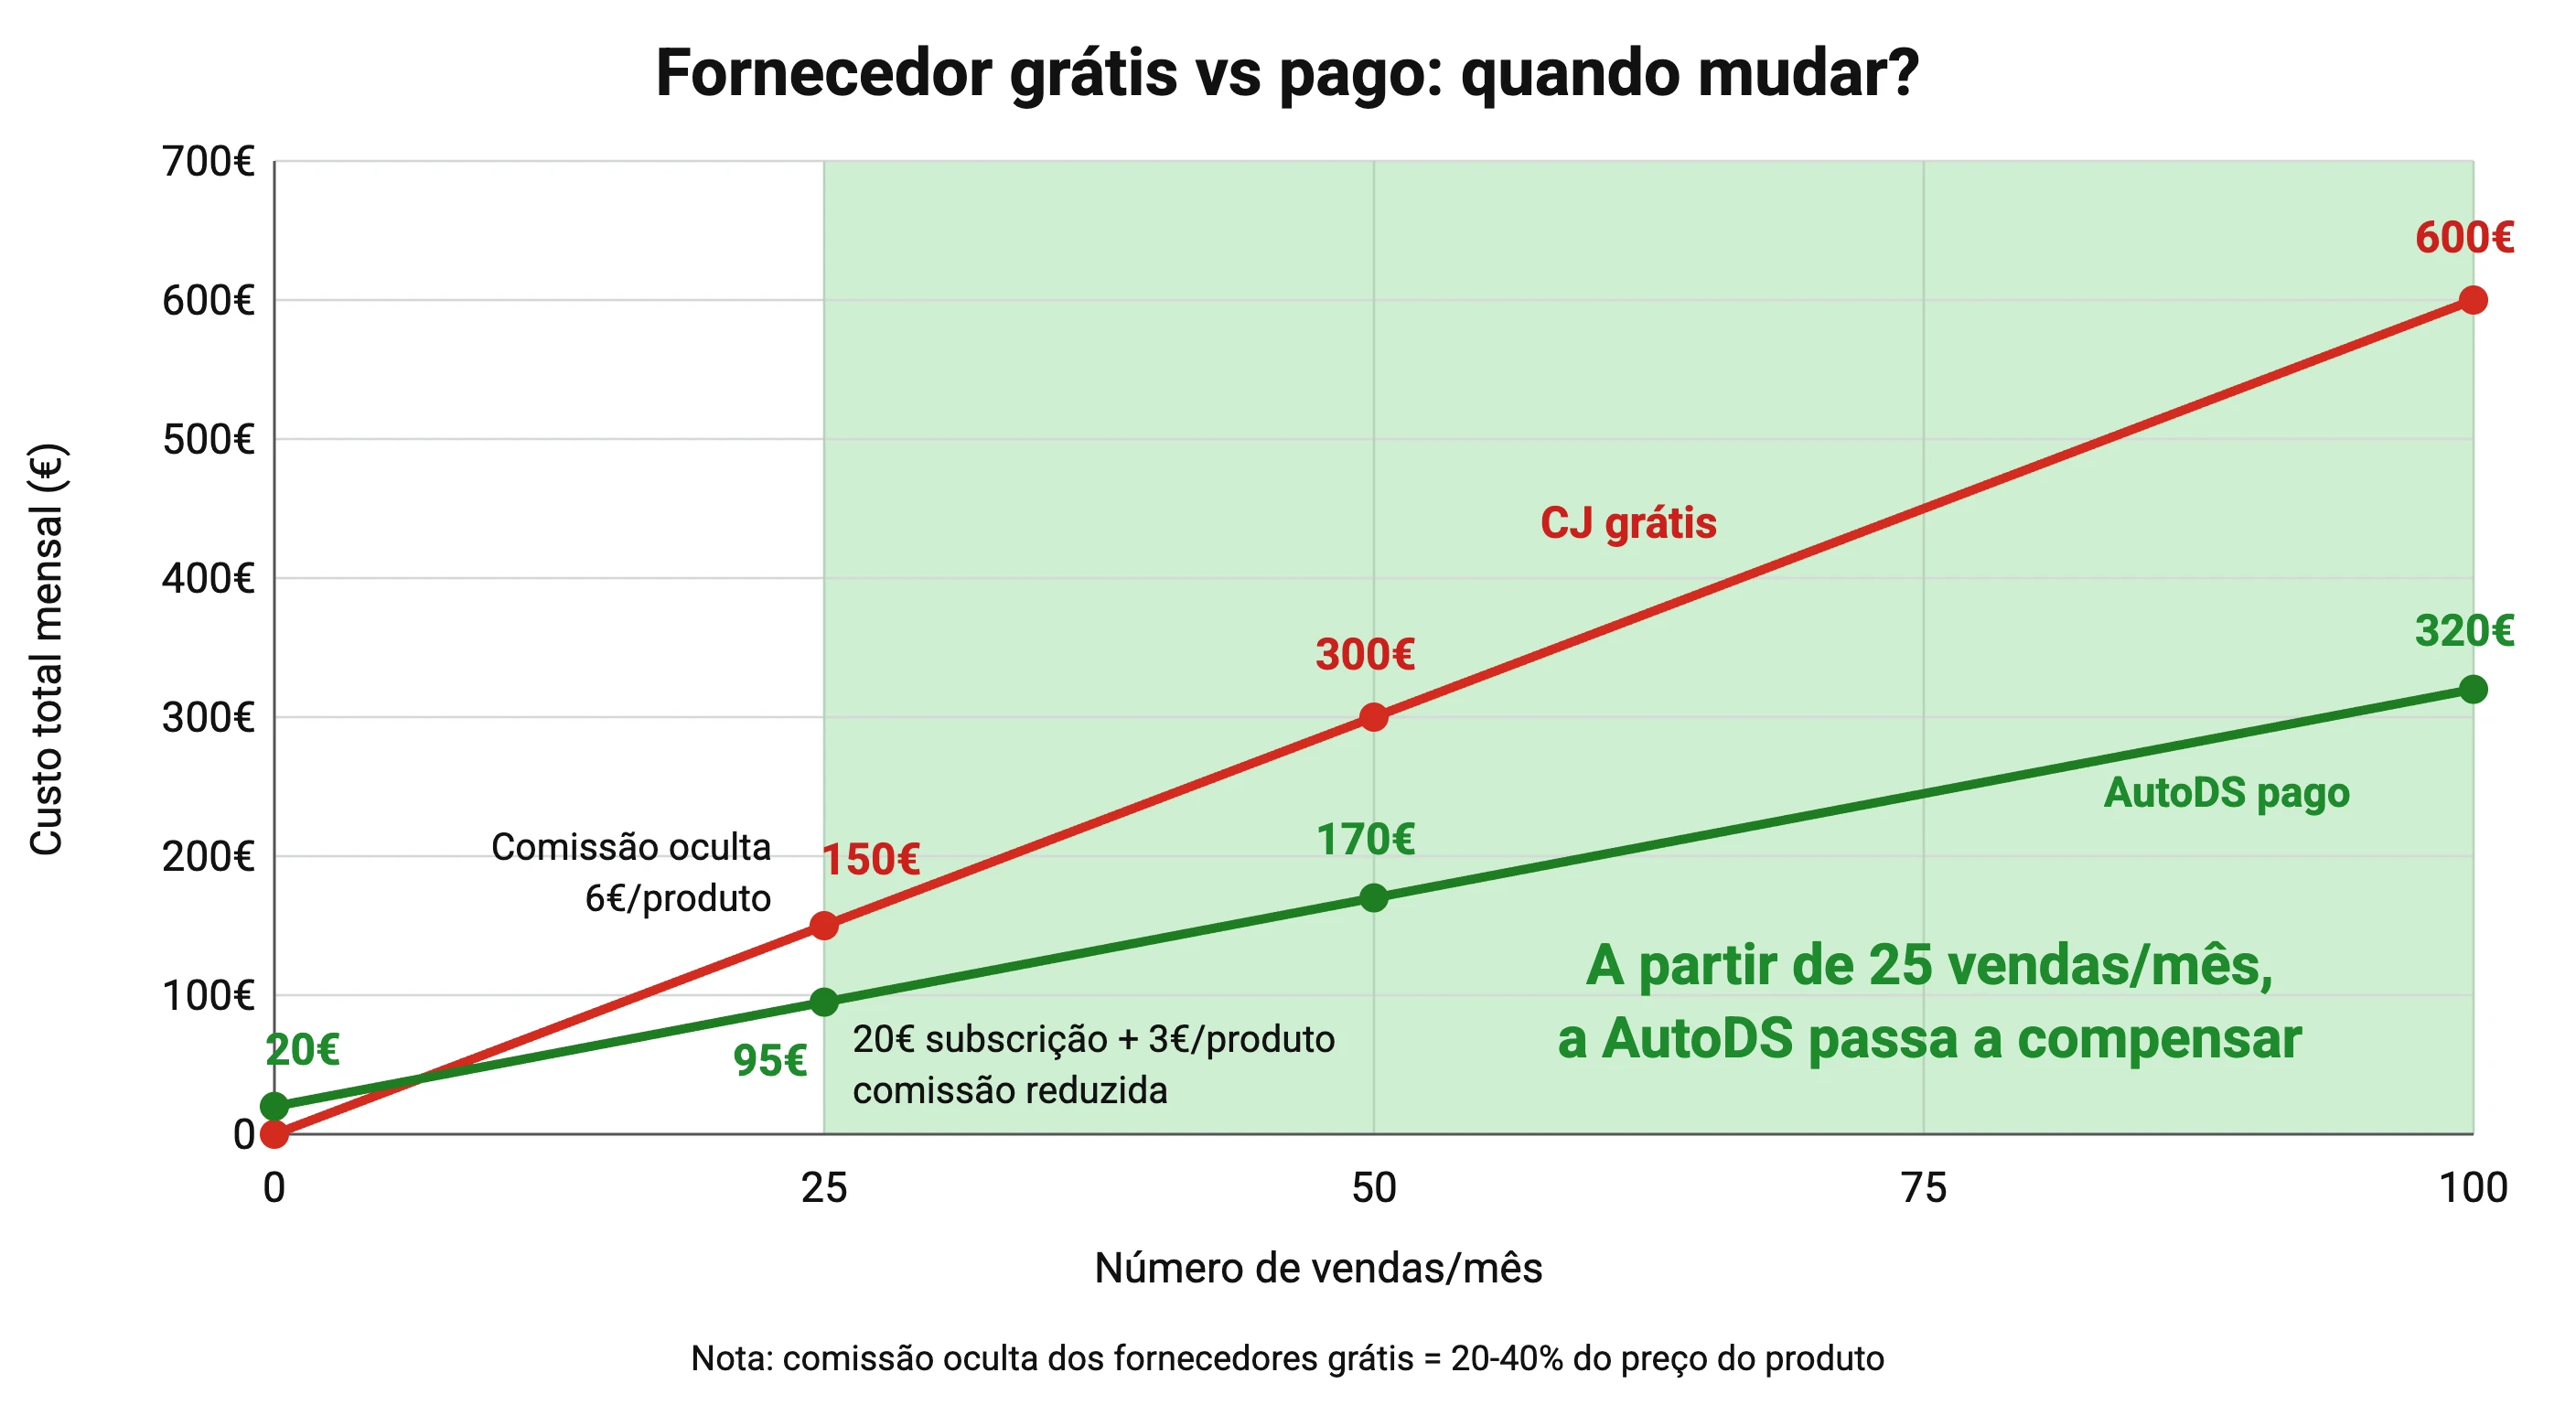 Fornecedor grátis vs pago: quando mudar?
700€
600€
500€
400€
300€
200€
100€
0
Custo total mensal (€)
600€
CJ grátis
320€
300€
AutoDS pago
170€
Comissão oculta
6€/produto
150€
A partir de 25 vendas/mês,
a AutoDS passa a compensar
20€
95€
20€ subscrição + 3€/produto
comissão reduzida
0
25
50
75
100
Número de vendas/mês
Nota: comissão oculta dos fornecedores grátis = 20-40% do preço do produto